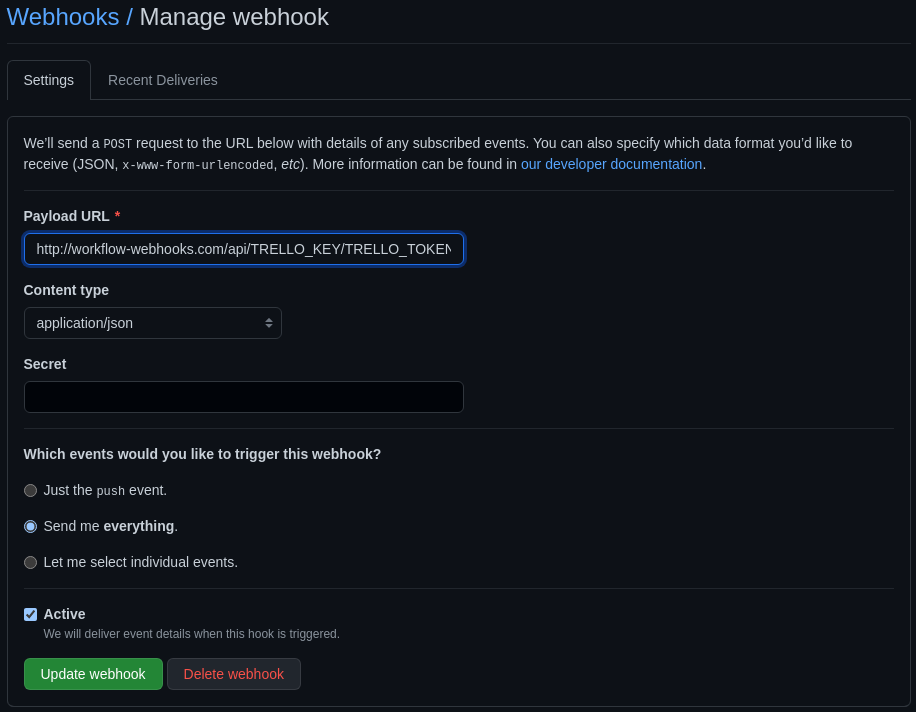 Webhooks / Manage webhook
Settings Recent Deliveries
We’ll send a POST request to the URL below with details of any subscribed events. You can also specify which data format you’d like to
receive (JSON, x-www-form-urlencoded, etc). More information can be found in our developer documentation.
Payload URL *
http://workflow-webhooks.com/api/TRELLO_KEY/TRELLO_TOKEN
Content type
application/json
Secret
Which events would you like to trigger this webhook?
Just the push event.
Send me everything.
Let me select individual events.
Active
We will deliver event details when this hook is triggered.
Update webhook Delete webhook